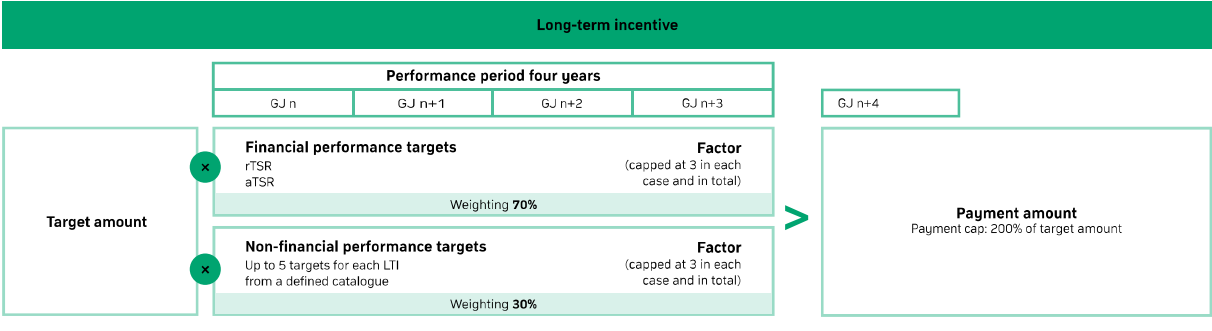 Long-term incentive
Performance period four years
GJ n
GJ n+1
GJ n+2
GJ n+3
GJ n+4
Target amount
×
Financial performance targets
rTSR
aTSR
Factor
(capped at 3 in each
case and in total)
Weighting 70%
×
Non-financial performance targets
Up to 5 targets for each LTI
from a defined catalogue
Factor
(capped at 3 in each
case and in total)
Weighting 30%
>
Payment amount
Payment cap: 200% of target amount